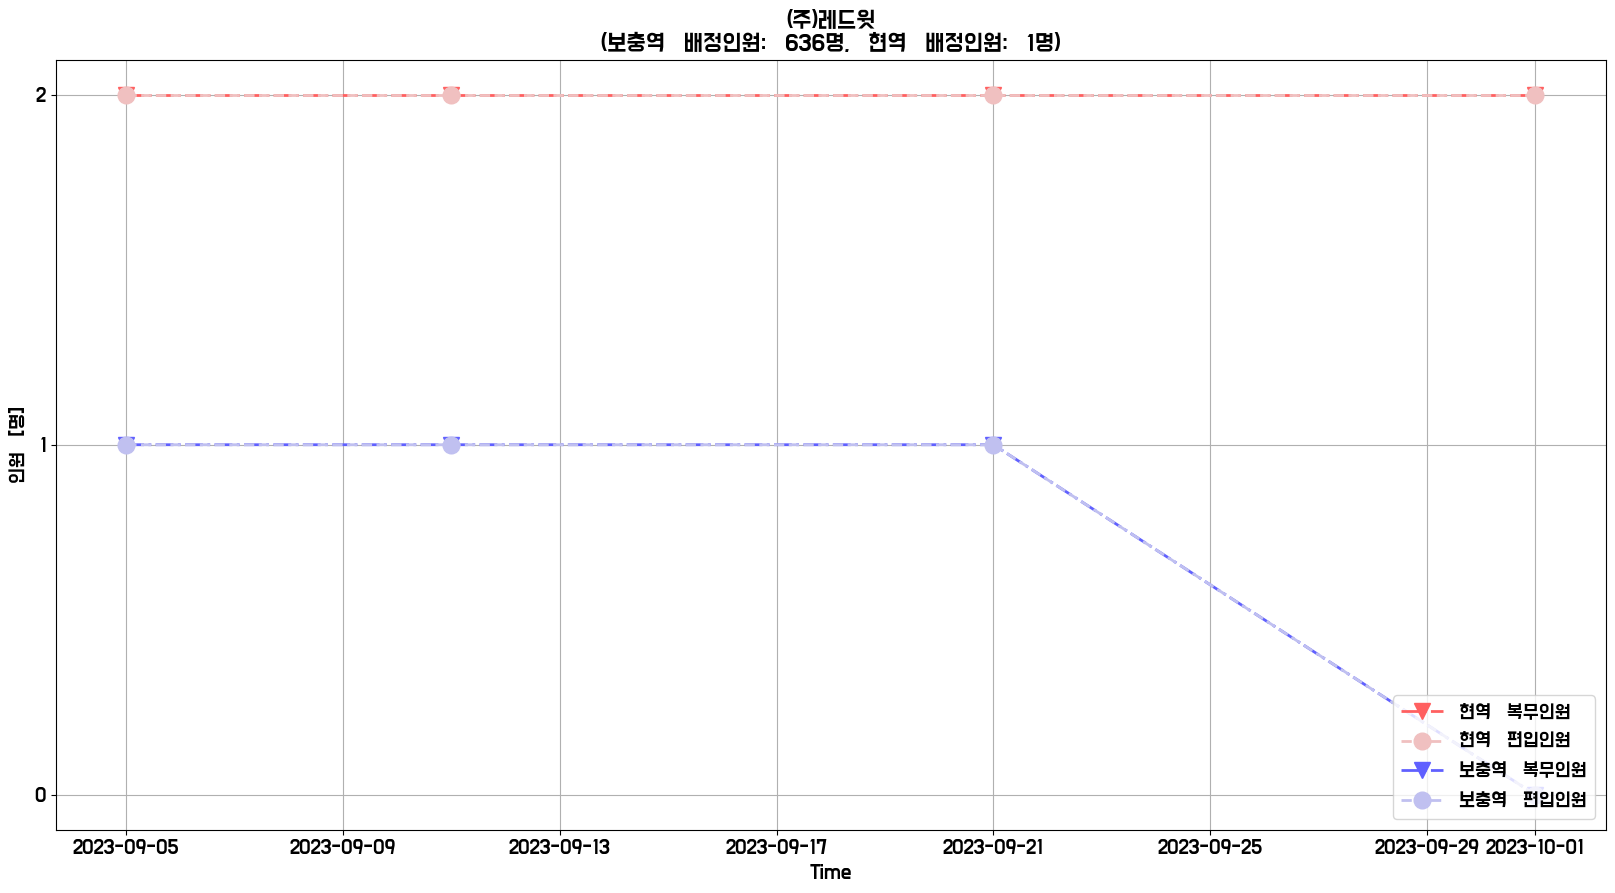 (주)레드윗
(보충역 배정인원: 636명, 현역 배정인원: 1명)
2
1
0
인원 [명]
2023-09-05 2023-09-09 2023-09-13 2023-09-17 2023-09-21 2023-09-25 2023-09-29 2023-10-01
Time
현역 복무인원
현역 편입인원
보충역 복무인원
보충역 편입인원